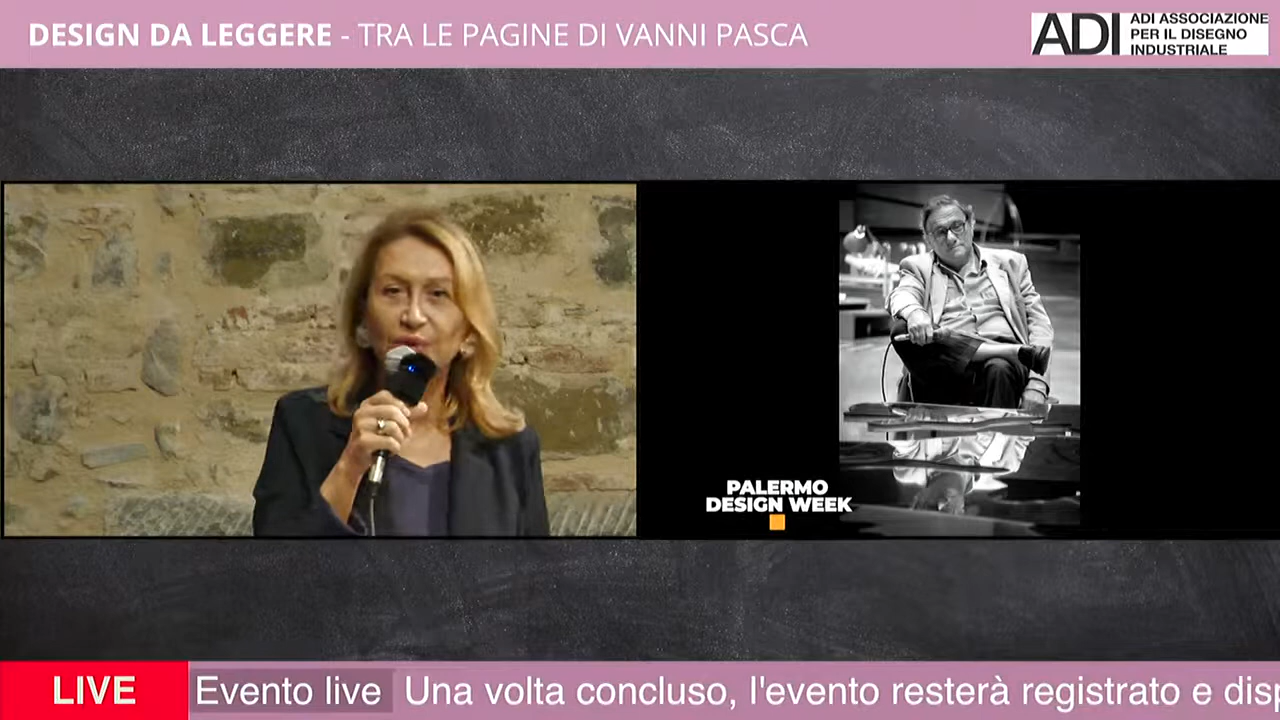 DESIGN DA LEGGERE - TRA LE PAGINE DI VANNI PASCA
ADI
ADI ASSOCIAZIONE
PER IL DISEGNO
INDUSTRIALE
PALERMO
DESIGN WEEK
LIVE
Evento live
Una volta concluso, l'evento resterà registrato e